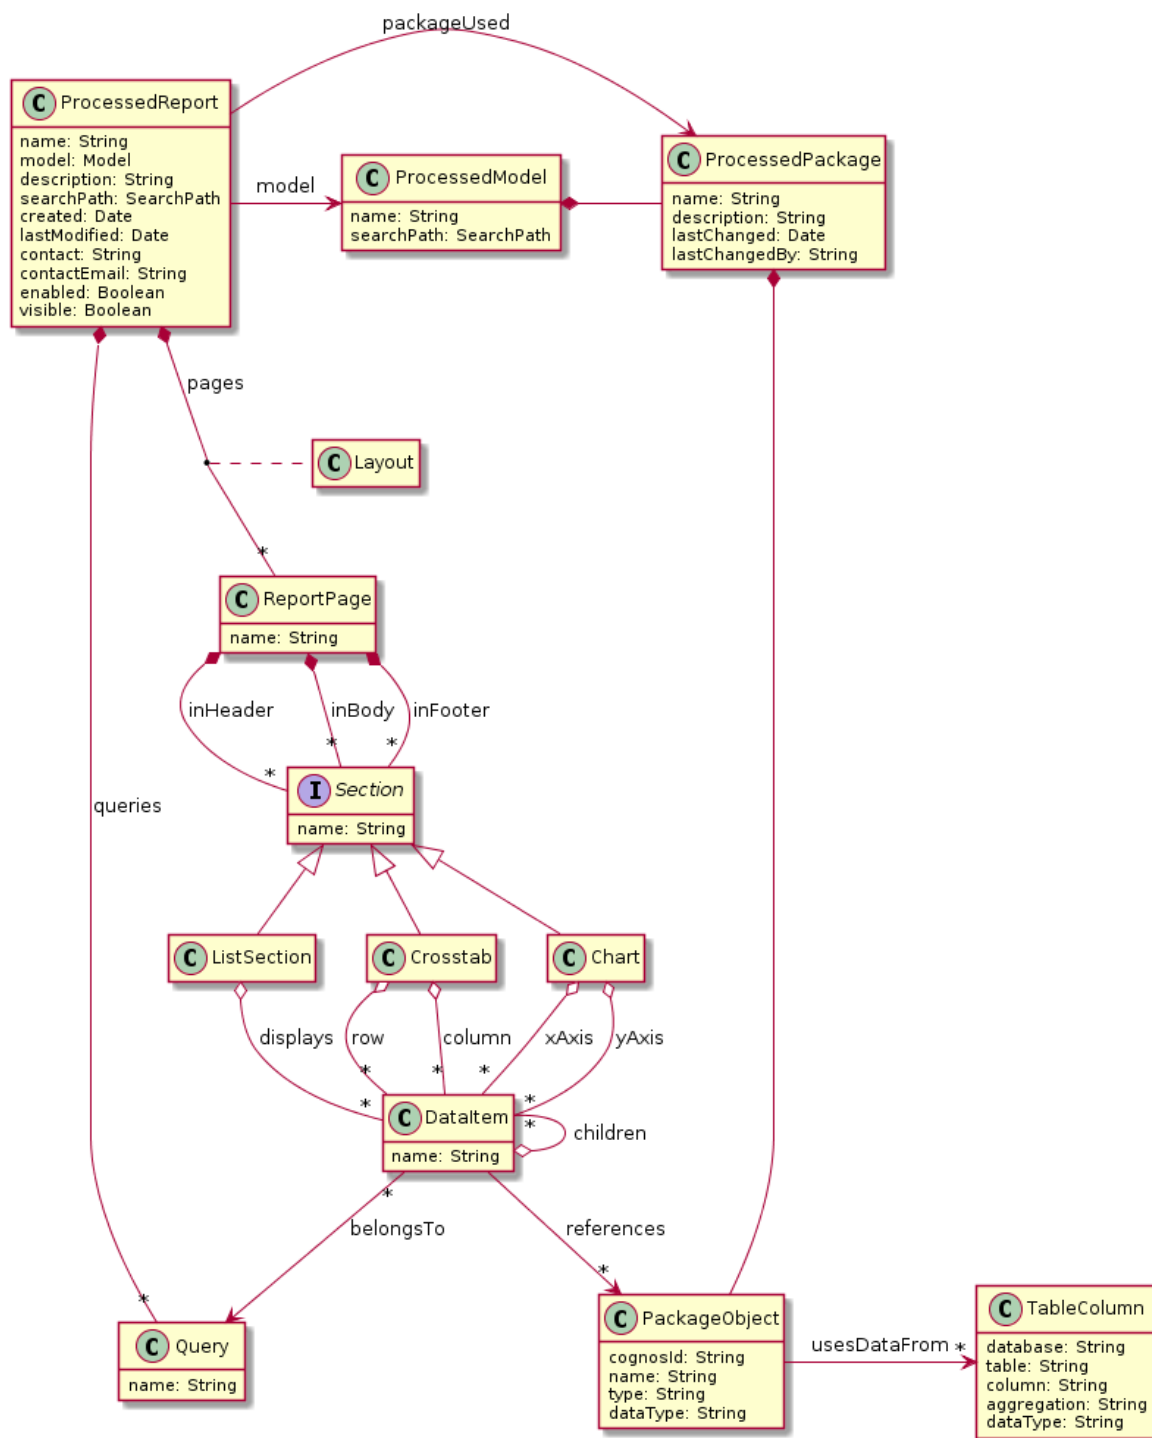 packageUsed
C ProcessedReport
name: String
model: Model
description: String
searchPath: SearchPath
created: Date
lastModified: Date
contact: String
contactEmail: String
enabled: Boolean
visible: Boolean
model
C ProcessedModel
name: String
searchPath: SearchPath
C ProcessedPackage
name: String
description: String
lastChanged: Date
lastChangedBy: String
pages
C Layout
*
C ReportPage
name: String
inHeader
inBody
inFooter
*
*
*
I Section
name: String
queries
C ListSection
C Crosstab
C Chart
displays
row
column
xAxis
yAxis
*
*
*
*
*
*
C DataItem
name: String
children
*
belongsTo
references
*
*
C Query
name: String
C PackageObject
cognosId: String
name: String
type: String
dataType: String
usesDataFrom *
C TableColumn
database: String
table: String
column: String
aggregation: String
dataType: String